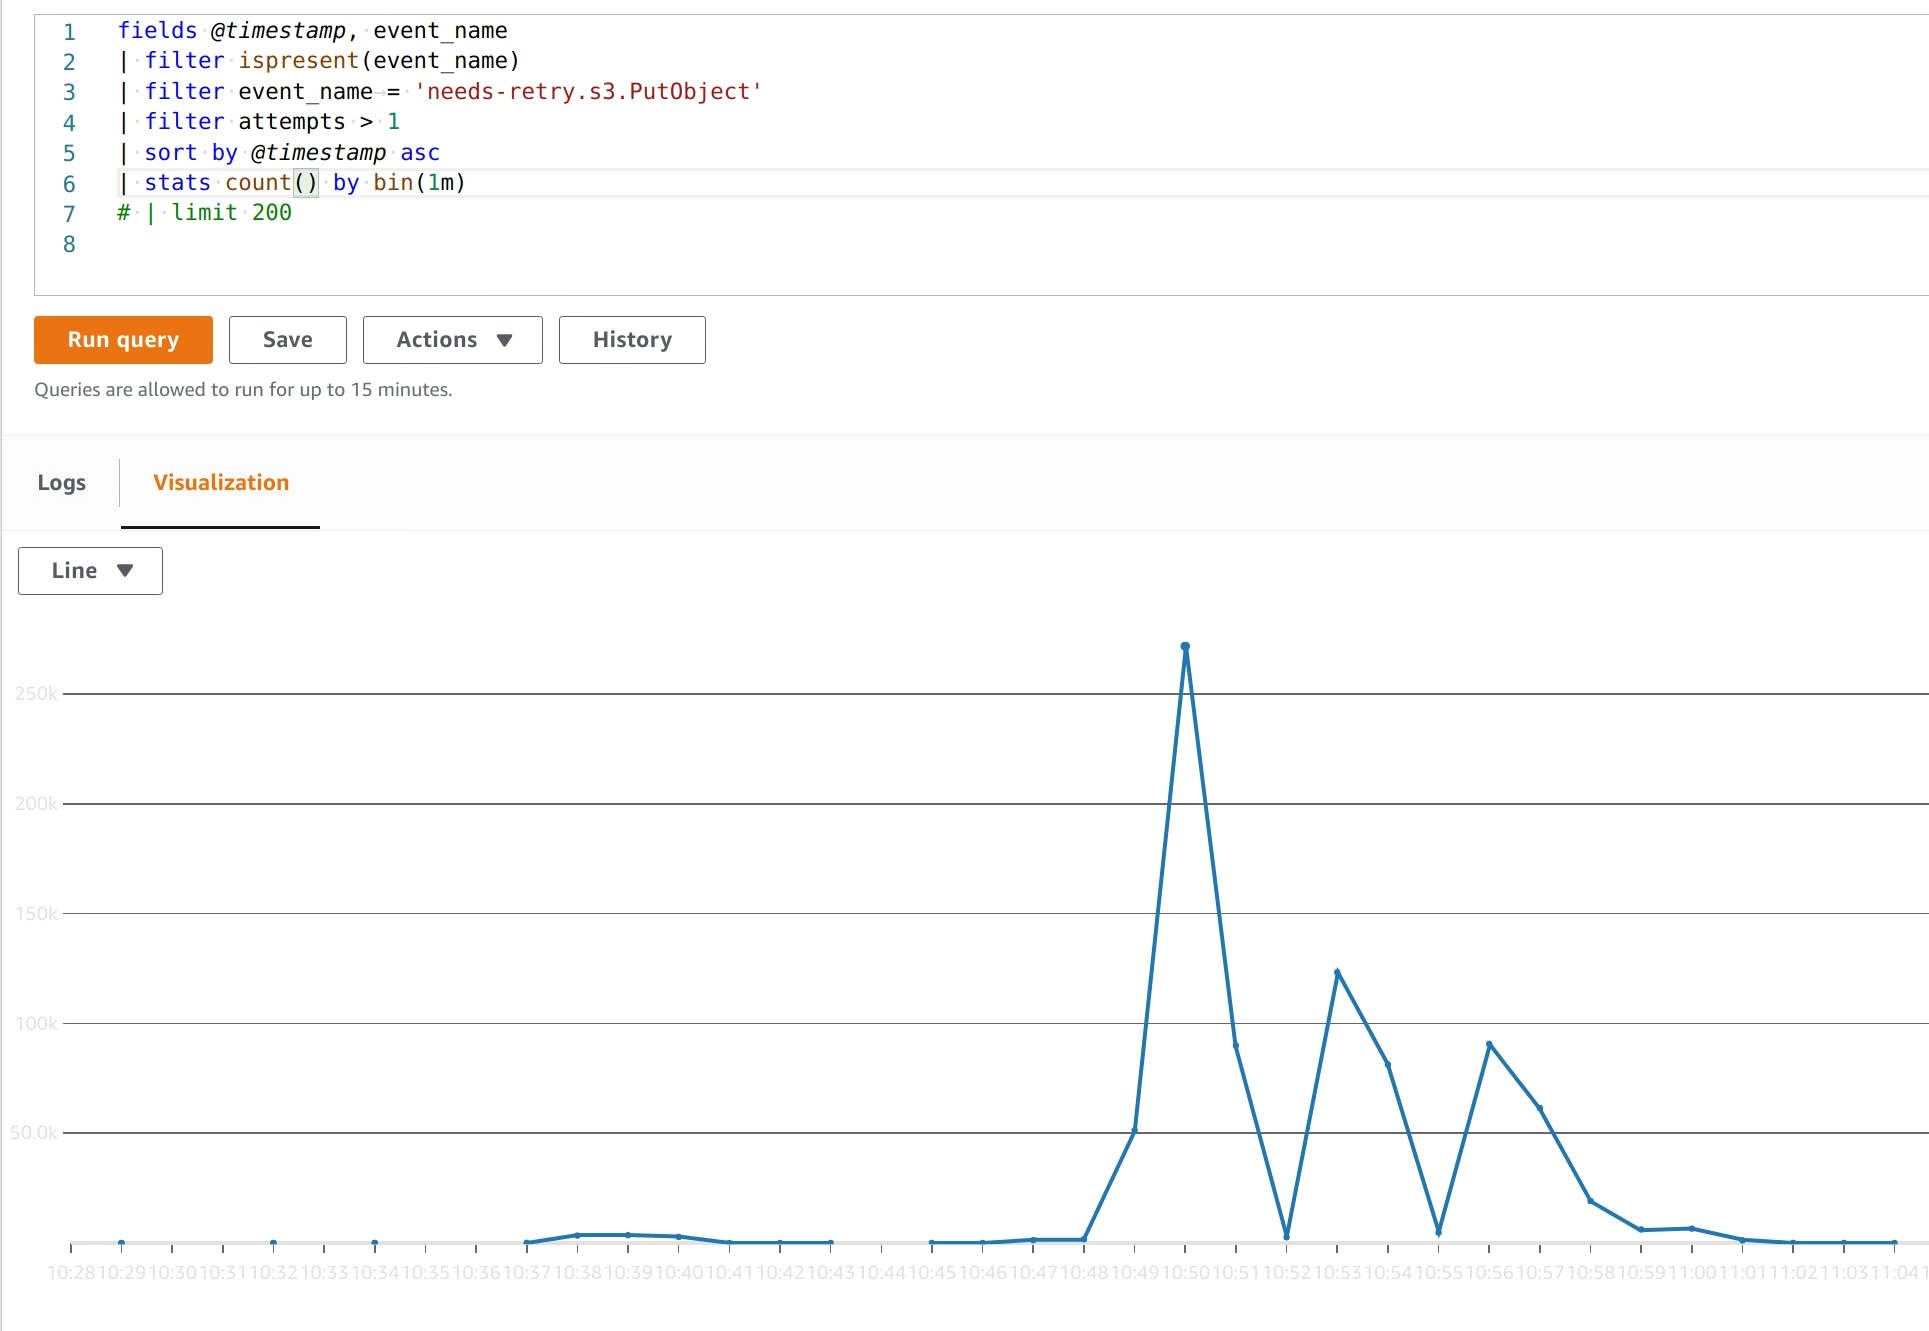 1 fields @timestamp, event_name
2 | filter ispresent(event_name)
3 | filter event_name = 'needs-retry.s3.PutObject'
4 | filter attempts > 1
5 | sort by @timestamp asc
6 | stats count() by bin(1m)
7 # | limit 200
8
Run query Save Actions History
Queries are allowed to run for up to 15 minutes.
Logs Visualization
Line
250k
200k
150k
100k
50.0k
10:28 10:29 10:30 10:31 10:32 10:33 10:34 10:35 10:36 10:37 10:38 10:39 10:40 10:41 10:42 10:43 10:44 10:45 10:46 10:47 10:48 10:49 10:50 10:51 10:52 10:53 10:54 10:55 10:56 10:57 10:58 10:59 11:00 11:01 11:02 11:03 11:04